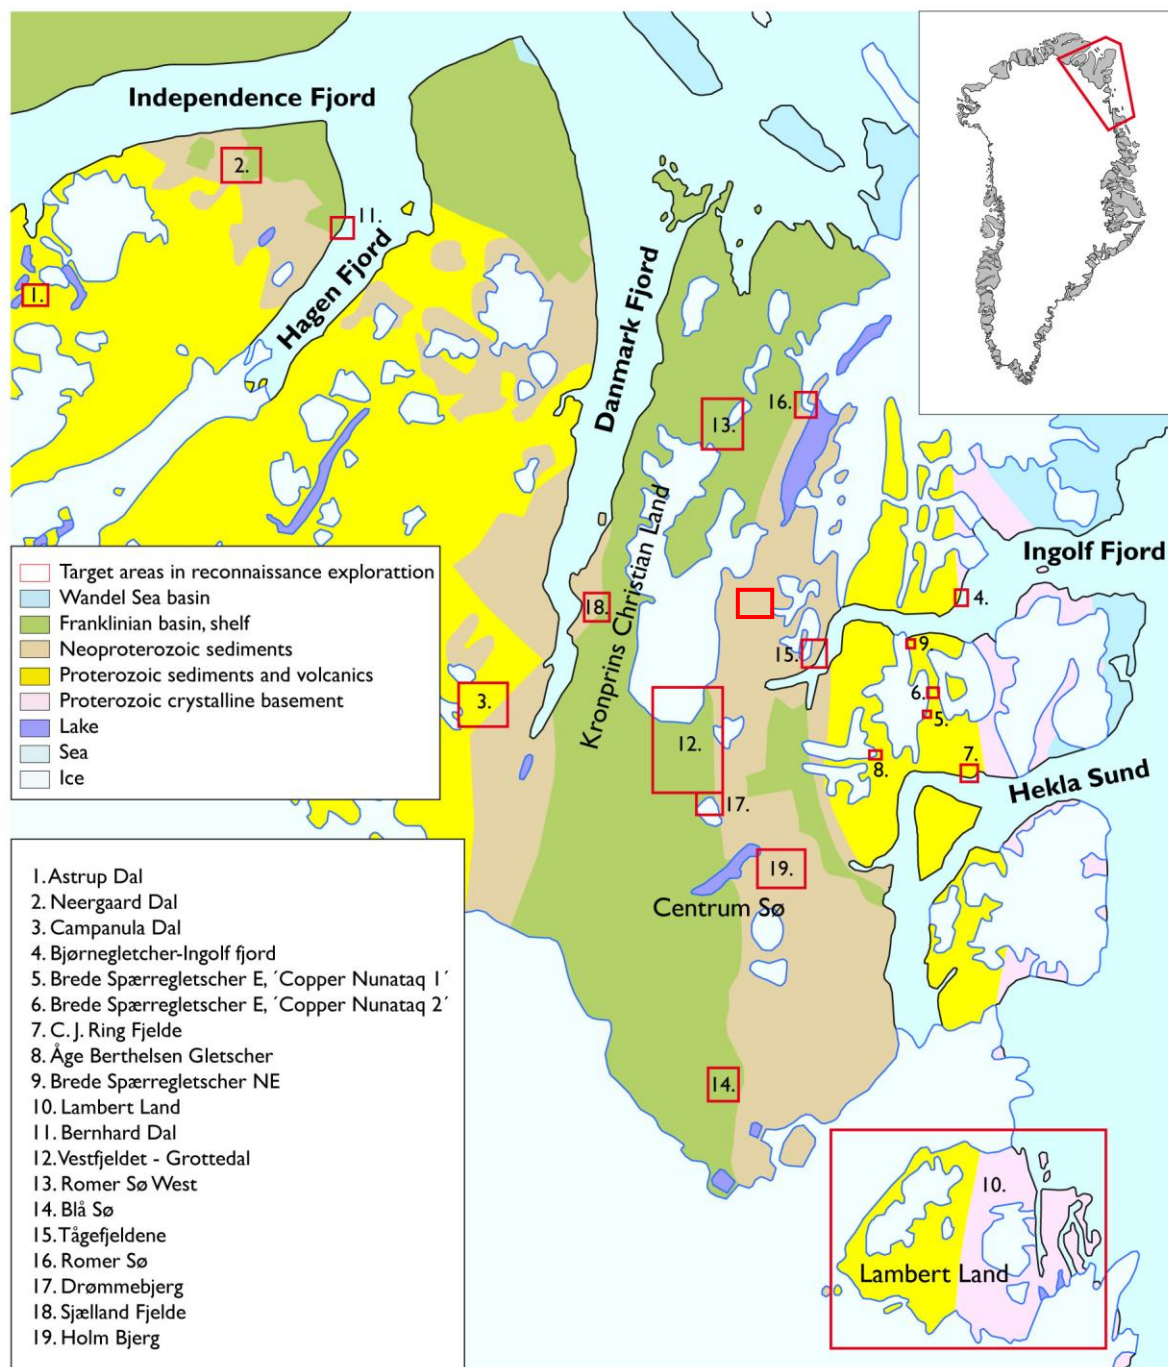 Independence Fjord
2.
11.
1.
Hagen Fjord
Danmark Fjord
16.
13.
Kronprins Christian Land
Ingolf Fjord
4.
18.
15.
9.
6.
5.
3.
12.
8.
7.
Hekla Sund
17.
19.
Centrum Sø
14.
10.
Lambert Land
Target areas in reconnaissance explorattion
Wandel Sea basin
Franklinian basin, shelf
Neoproterozoic sediments
Proterozoic sediments and volcanics
Proterozoic crystalline basement
Lake
Sea
Ice
1. Astrup Dal
2. Neergaard Dal
3. Campanula Dal
4. Bjørnegletcher-Ingolf fjord
5. Brede Spærregletscher E, ´Copper Nunataq 1´
6. Brede Spærregletscher E, ´Copper Nunataq 2´
7. C. J. Ring Fjelde
8. Åge Berthelsen Gletscher
9. Brede Spærregletscher NE
10. Lambert Land
11. Bernhard Dal
12. Vestfjeldet - Grottedal
13. Romer Sø West
14. Blå Sø
15. Tågefjeldene
16. Romer Sø
17. Drømmebjerg
18. Sjælland Fjelde
19. Holm Bjerg